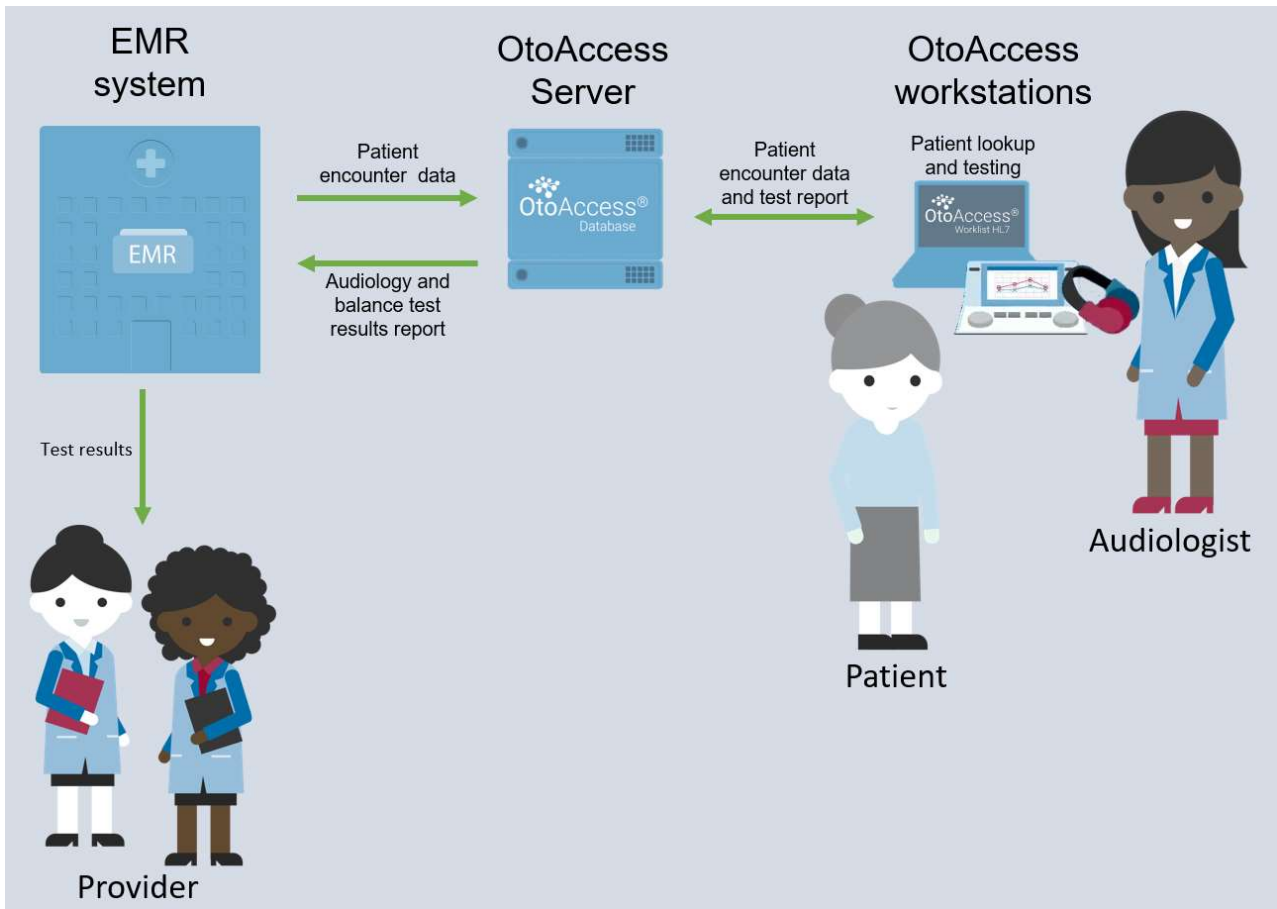 EMR
system
OtoAccess
Server
OtoAccess
workstations
EMR
Patient
encounter data
Audiology and
balance test
results report
OtoAccess®
Database
Patient
encounter data
and test report
Patient lookup
and testing
OtoAccess®
Worklist HL7
Test results
Provider
Patient
Audiologist